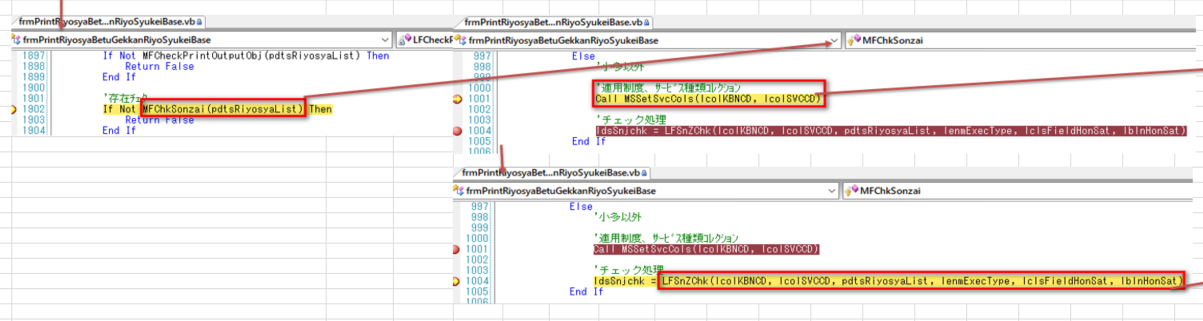 frmPrintRiyosyaBet...nRiyoSyukeiBase.vb
frmPrintRiyosyaBetuGekkanRiyoSyukeiBase
LFCheckF
1897 If Not MFCheckPrintOutputObj(pdtsRiyosyaList) Then
1898 Return False
1899 End If
1900
1901 '存在チェック
1902 If Not MFChkSonzai(pdtsRiyosyaList) Then
1903 Return False
1904 End If
frmPrintRiyosyaBet...nRiyoSyukeiBase.vb
frmPrintRiyosyaBetuGekkanRiyoSyukeiBase
MFChkSonzai
997 Else
998 '小多以外
999
1000 '適用制度、サービス種類コレクション
1001 Call MSSetSvcCols(lcolKBNCD, lcolSVCCD)
1002
1003 'チェック処理
1004 ldsSnjchk = LFSnZChk(lcolKBNCD, lcolSVCCD, pdtsRiyosyaList, lenmExecType, lclsFieldHonSat, lblnHonSat)
1005 End If
1006
frmPrintRiyosyaBet...nRiyoSyukeiBase.vb
frmPrintRiyosyaBetuGekkanRiyoSyukeiBase
MFChkSonzai
997 Else
998 '小多以外
999
1000 '適用制度、サービス種類コレクション
1001 Call MSSetSvcCols(lcolKBNCD, lcolSVCCD)
1002
1003 'チェック処理
1004 ldsSnjchk = LFSnZChk(lcolKBNCD, lcolSVCCD, pdtsRiyosyaList, lenmExecType, lclsFieldHonSat, lblnHonSat)
1005 End If
1006